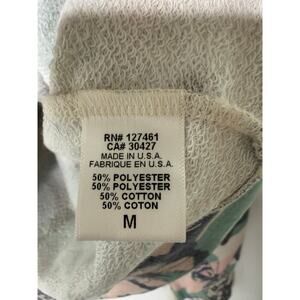 RN# 127461
CA# 30427
MADE IN U.S.A.
FABRIQUE EN U.S.A.
50% POLYESTER
50% POLYESTER
50% COTTON
50% COTON
M